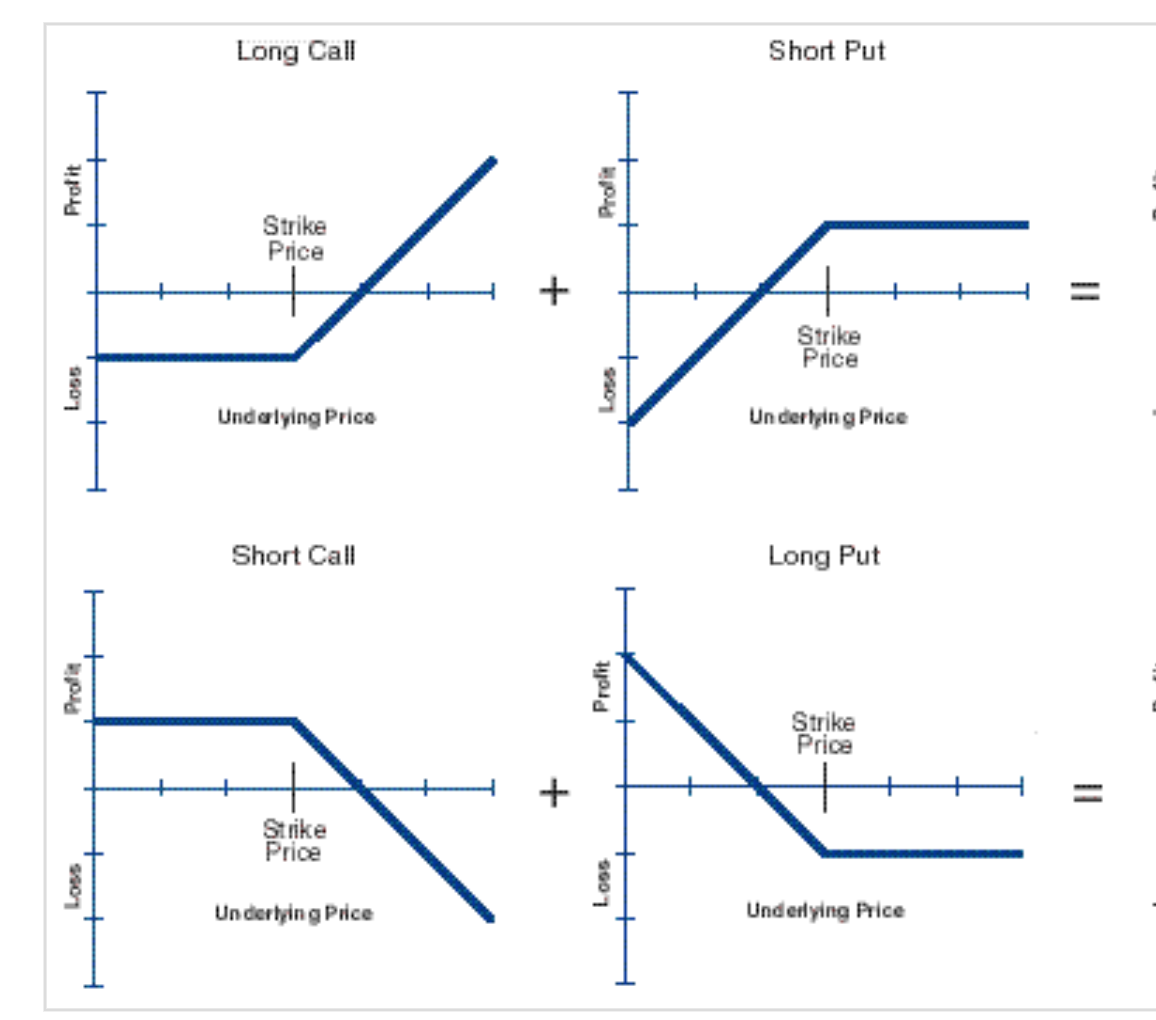 Long Call
Short Put
Profit
Strike
Price
Loss
Underlying Price
+
Profit
Strike
Price
Loss
Underlying Price
=
Short Call
Long Put
Profit
Strike
Price
Loss
Underlying Price
+
Profit
Strike
Price
Loss
Underlying Price
=